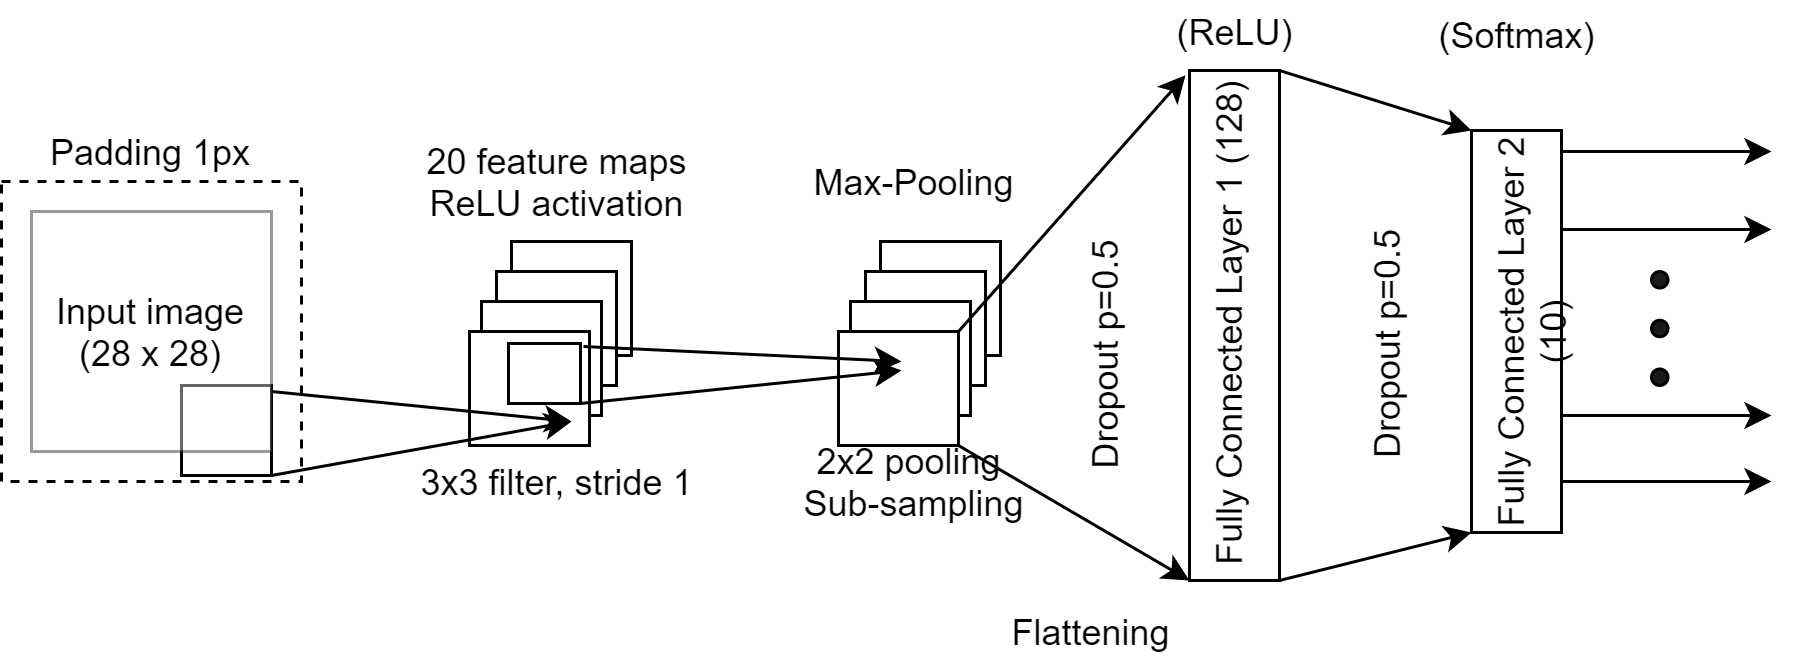 Padding 1px
Input image
(28 x 28)
20 feature maps
ReLU activation
3x3 filter, stride 1
Max-Pooling
2x2 pooling
Sub-sampling
Dropout p=0.5
Flattening
(ReLU)
Fully Connected Layer 1 (128)
Dropout p=0.5
(Softmax)
Fully Connected Layer 2
(10)